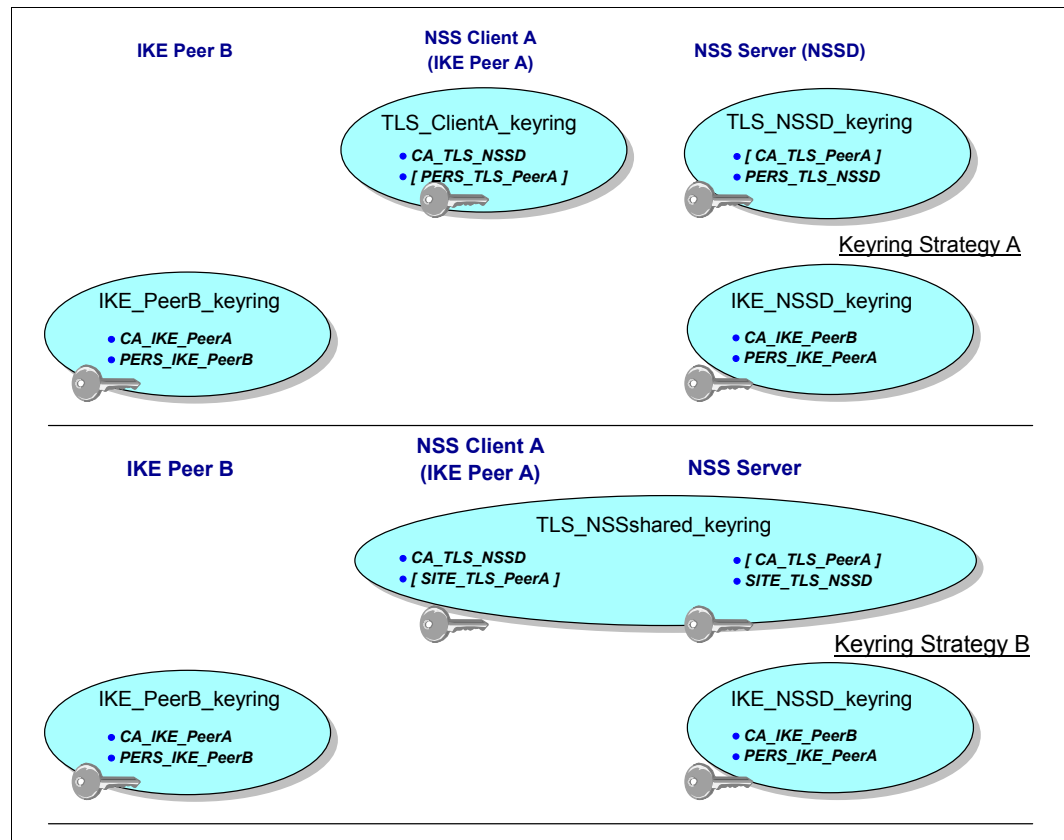 IKE Peer B
NSS Client A
(IKE Peer A)
NSS Server (NSSD)
TLS_ClientA_keyring
• CA_TLS_NSSD
• [ PERS_TLS_PeerA ]
TLS_NSSD_keyring
• [ CA_TLS_PeerA ]
• PERS_TLS_NSSD
Keyring Strategy A
IKE_PeerB_keyring
• CA_IKE_PeerA
• PERS_IKE_PeerB
IKE_NSSD_keyring
• CA_IKE_PeerB
• PERS_IKE_PeerA
IKE Peer B
NSS Client A
(IKE Peer A)
NSS Server
TLS_NSSshared_keyring
• CA_TLS_NSSD
• [ SITE_TLS_PeerA ]
• [ CA_TLS_PeerA ]
• SITE_TLS_NSSD
Keyring Strategy B
IKE_PeerB_keyring
• CA_IKE_PeerA
• PERS_IKE_PeerB
IKE_NSSD_keyring
• CA_IKE_PeerB
• PERS_IKE_PeerA